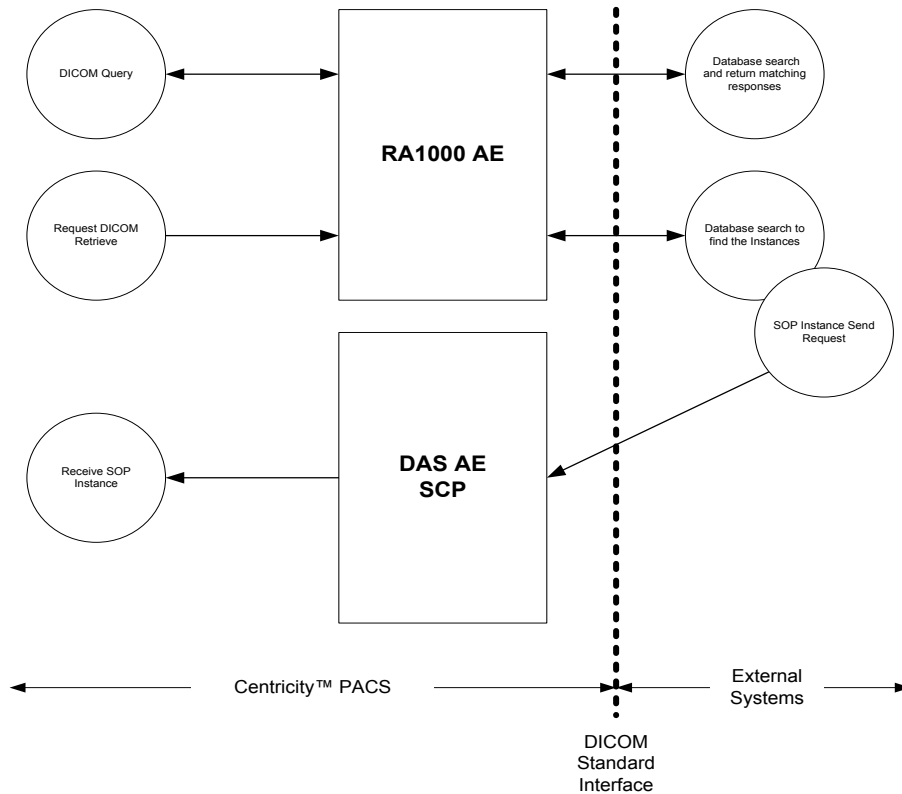 DICOM Query
RA1000 AE
Database search
and return matching
responses
Request DICOM
Retrieve
Database search to
find the Instances
SOP Instance Send
Request
Receive SOP
Instance
DAS AE
SCP
Centricity™ PACS
External
Systems
DICOM
Standard
Interface